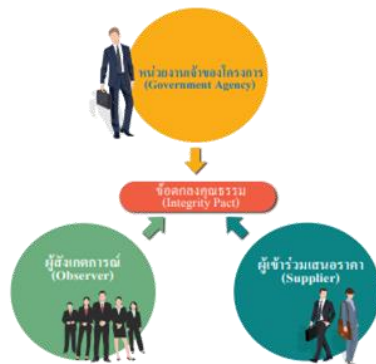 หน่วยงานเจ้าของโครงการ
(Government Agency)
ข้อตกลงคุณธรรม
(Integrity Pact)
ผู้สังเกตการณ์
(Observer)
ผู้เข้าร่วมเสนอราคา
(Supplier)